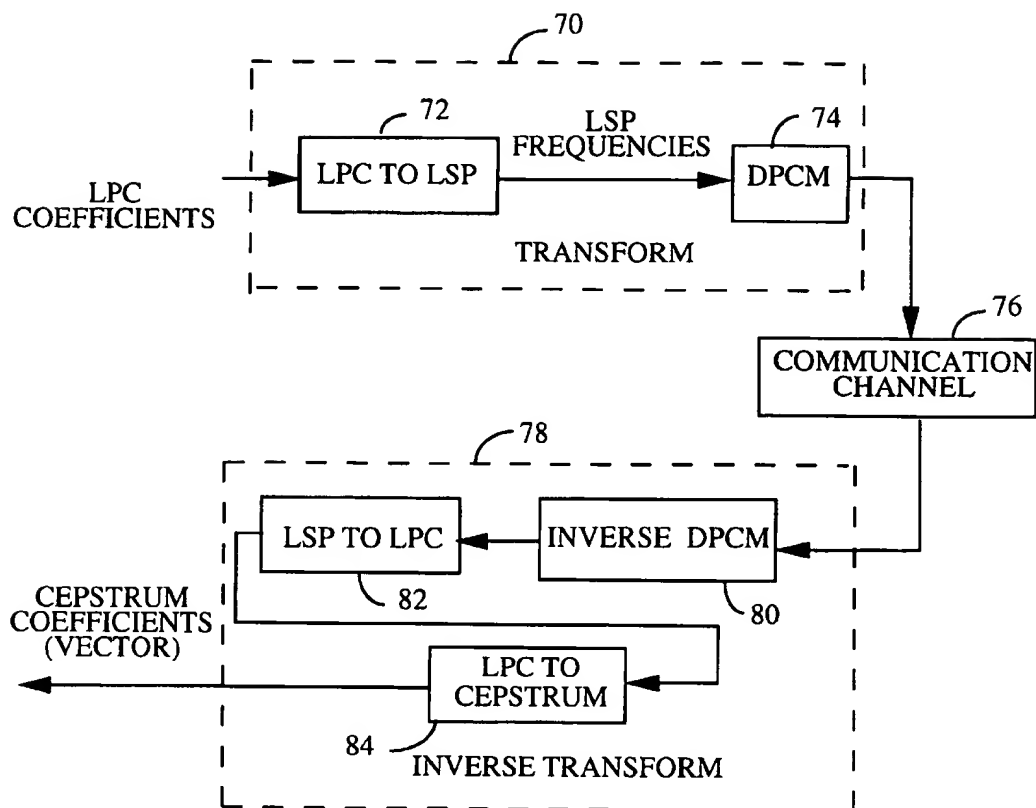 70
72
LPC TO LSP
LSP
FREQUENCIES
74
DPCM
LPC
COEFFICIENTS
TRANSFORM
76
COMMUNICATION
CHANNEL
78
LSP TO LPC
82
INVERSE DPCM
80
CEPSTRUM
COEFFICIENTS
(VECTOR)
LPC TO
CEPSTRUM
84
INVERSE TRANSFORM